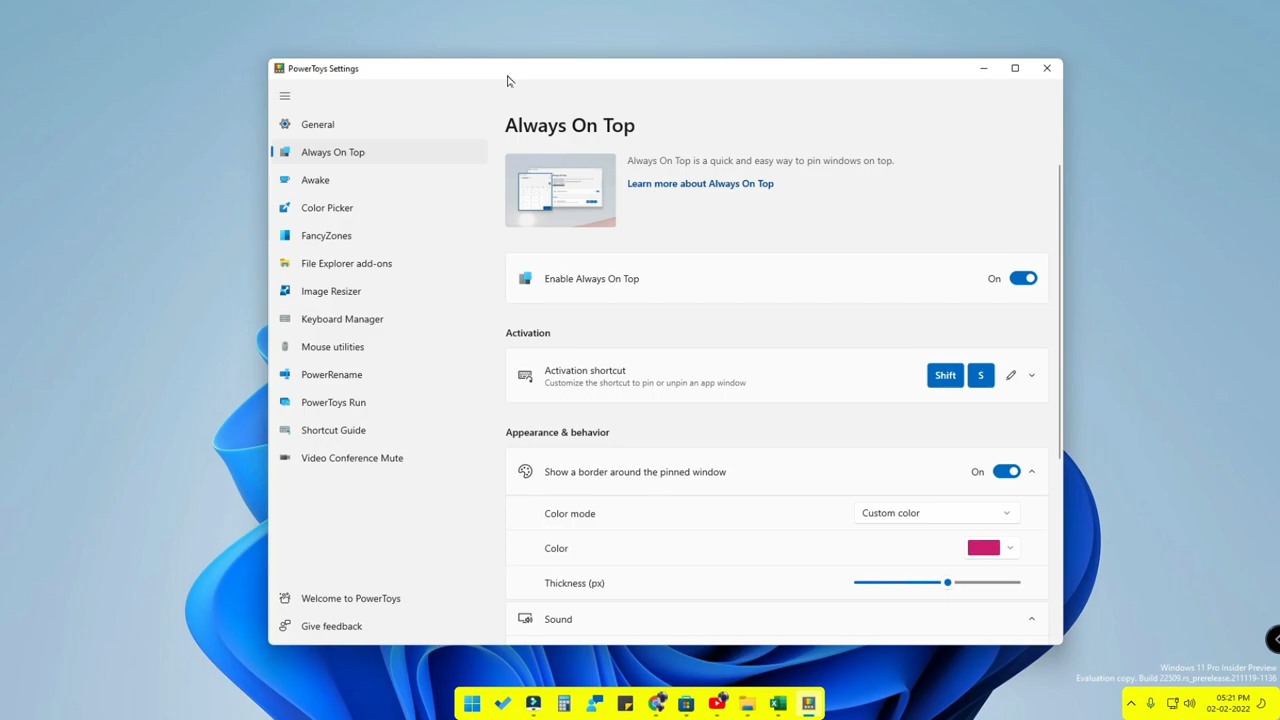 PowerToys Settings
General
Always On Top
Awake
Color Picker
FancyZones
File Explorer add-ons
Image Resizer
Keyboard Manager
Mouse utilities
PowerRename
PowerToys Run
Shortcut Guide
Video Conference Mute
Welcome to PowerToys
Give feedback
Always On Top
Always On Top is a quick and easy way to pin windows on top.
Learn more about Always On Top
Enable Always On Top
On
Activation
Activation shortcut
Customize the shortcut to pin or unpin an app window
Shift
S
Appearance & behavior
Show a border around the pinned window
On
Color mode
Custom color
Color
Thickness (px)
Sound
Windows 11 Pro Insider Preview
Evaluation copy. Build 22509.rs_prerelease.211119-1136
05:21 PM
02-02-2022